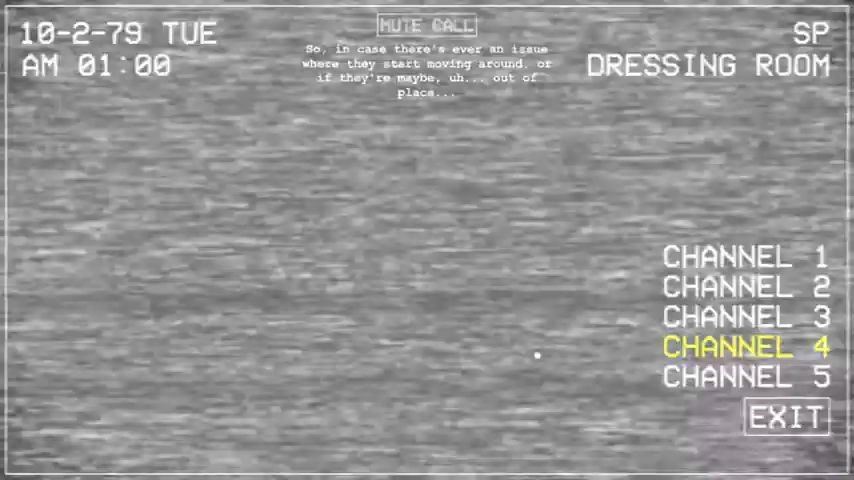 10-2-79 TUE
AM 01:00
MUTE CALL
So, in case there's ever an issue
where they start moving around, or
if they're maybe, uh... out of
place...
SP
DRESSING ROOM
CHANNEL 1
CHANNEL 2
CHANNEL 3
CHANNEL 4
CHANNEL 5
EXIT